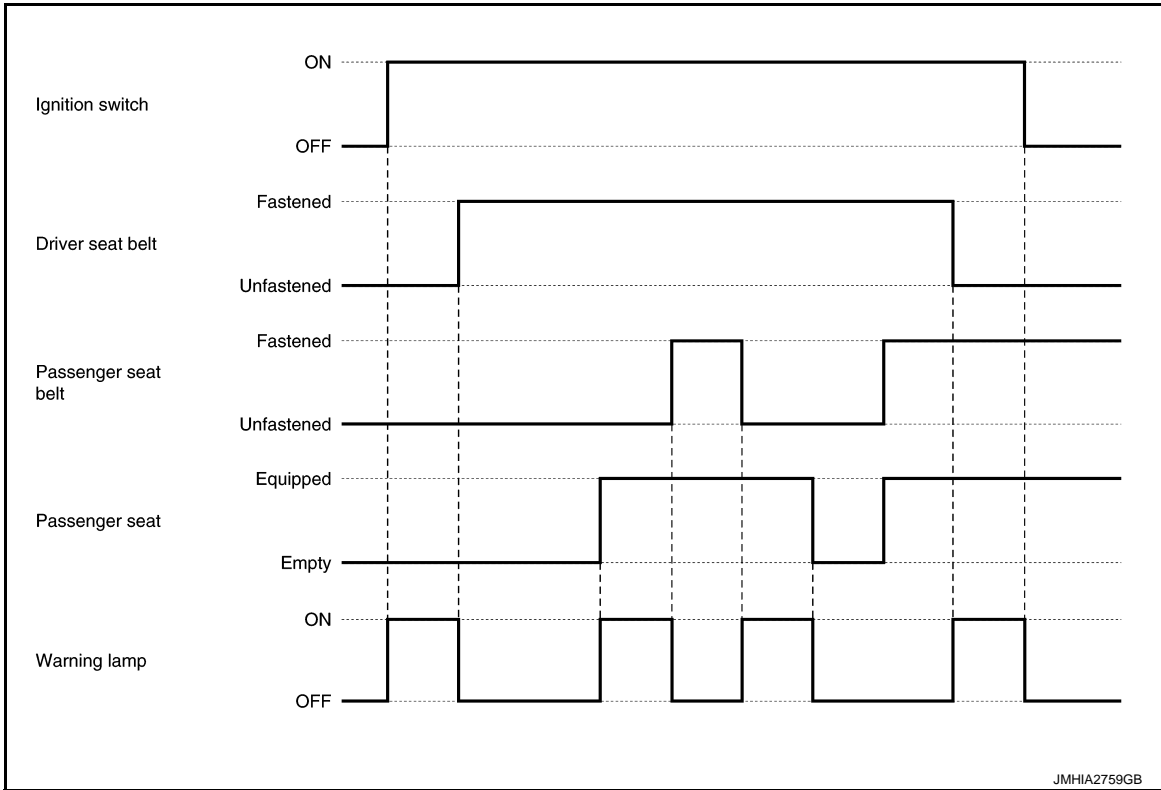 ON
Ignition switch
OFF
Fastened
Driver seat belt
Unfastened
Fastened
Passenger seat
belt
Unfastened
Equipped
Passenger seat
Empty
ON
Warning lamp
OFF
JMHIA2759GB